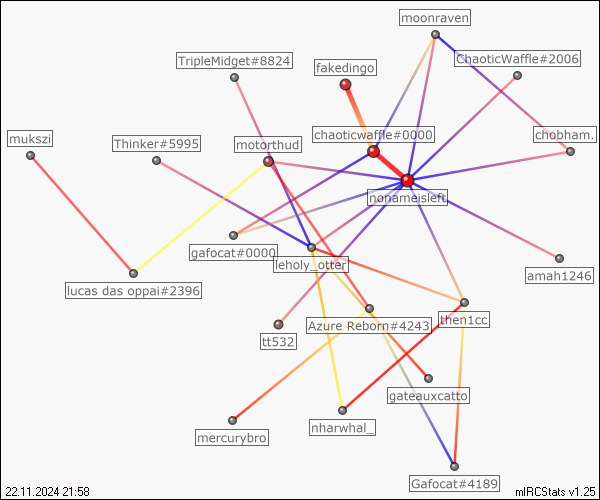 moonraven
TripleMidget#8824
ChaoticWaffle#2006
fakedingo
chaoticwaffle#0000
chobham.
mukszi
Thinker#5995
motorthud
nonameisleft
gafocat#0000
leholy_otter
amah1246
lucas das oppai#2396
Azure Reborn#4243
then1cc
tt532
gateauxcatto
nharwhal_
mercurybro
Gafocat#4189
22.11.2024 21:58
mIRCStats v1.25